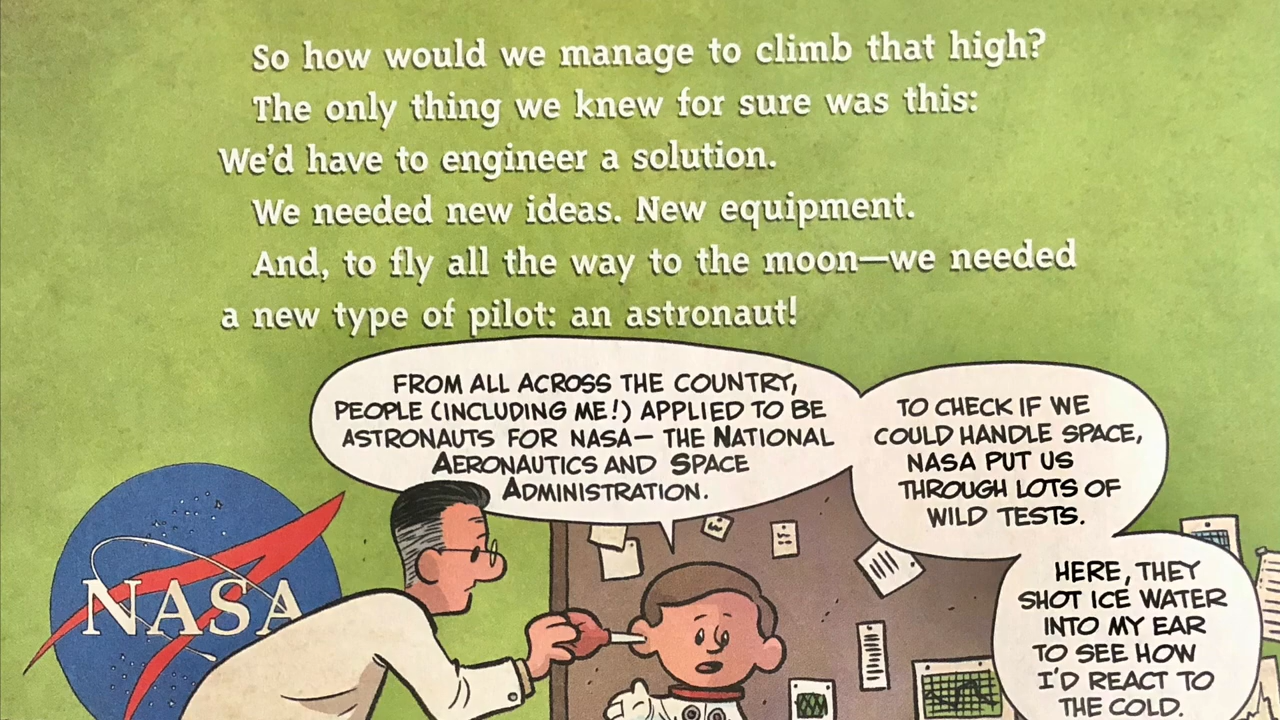 So how would we manage to climb that high?
The only thing we knew for sure was this:
We'd have to engineer a solution.
We needed new ideas. New equipment.
And, to fly all the way to the moon—we needed
a new type of pilot: an astronaut!
FROM ALL ACROSS THE COUNTRY,
PEOPLE (INCLUDING ME!) APPLIED TO BE
ASTRONAUTS FOR NASA— THE NATIONAL
AERONAUTICS AND SPACE
ADMINISTRATION.
TO CHECK IF WE
COULD HANDLE SPACE,
NASA PUT US
THROUGH LOTS OF
WILD TESTS.
HERE, THEY
SHOT ICE WATER
INTO MY EAR
TO SEE HOW
I'D REACT TO
THE COLD.
NASA